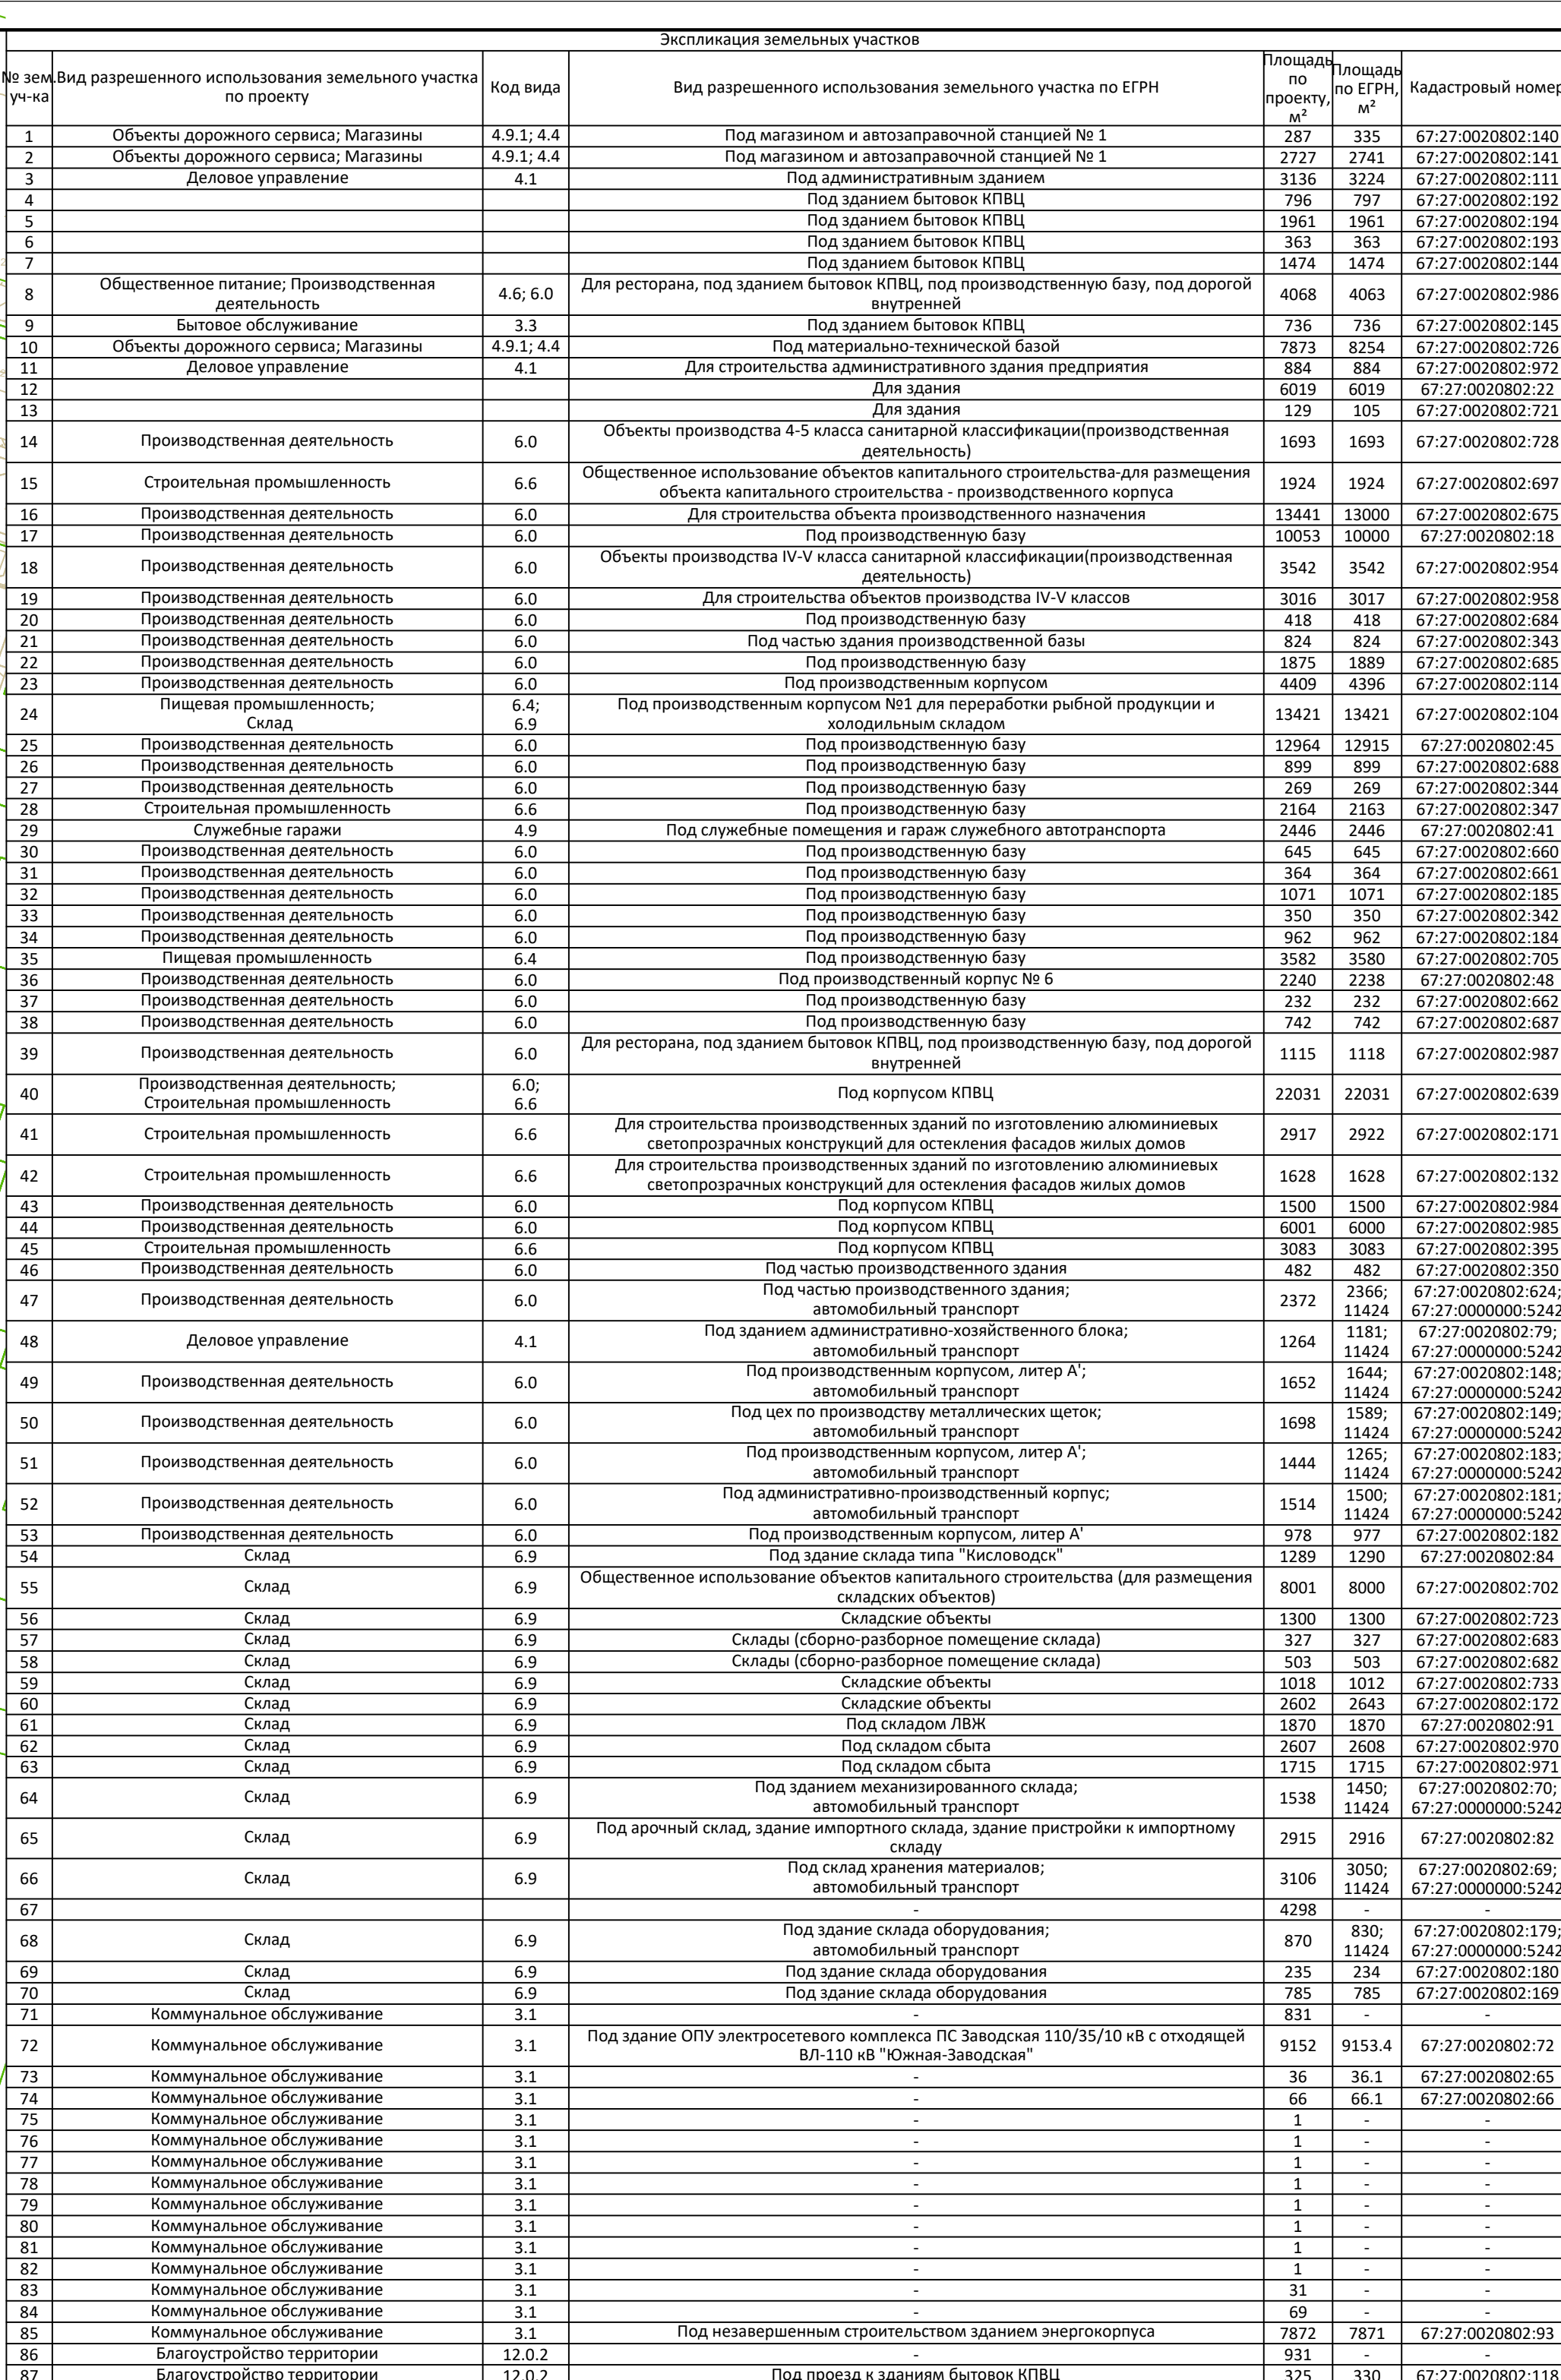 Экспликация земельных участков
№ зем. уч-ка | Вид разрешенного использования земельного участка по проекту | Код вида | Вид разрешенного использования земельного участка по ЕГРН | Площадь по проекту, м² | Площадь по ЕГРН, м² | Кадастровый номер
1 | Объекты дорожного сервиса; Магазины | 4.9.1; 4.4 | Под магазином и автозаправочной станцией № 1 | 287 | 335 | 67:27:0020802:140
2 | Объекты дорожного сервиса; Магазины | 4.9.1; 4.4 | Под магазином и автозаправочной станцией № 1 | 2727 | 2741 | 67:27:0020802:141
3 | Деловое управление | 4.1 | Под административным зданием | 3136 | 3224 | 67:27:0020802:111
4 | | | Под зданием бытовок КПВЦ | 796 | 797 | 67:27:0020802:192
5 | | | Под зданием бытовок КПВЦ | 1961 | 1961 | 67:27:0020802:194
6 | | | Под зданием бытовок КПВЦ | 363 | 363 | 67:27:0020802:193
7 | | | Под зданием бытовок КПВЦ | 1474 | 1474 | 67:27:0020802:144
8 | Общественное питание; Производственная деятельность | 4.6; 6.0 | Для ресторана, под зданием бытовок КПВЦ, под производственную базу, под дорогой внутренней | 4068 | 4063 | 67:27:0020802:986
9 | Бытовое обслуживание | 3.3 | Под зданием бытовок КПВЦ | 736 | 736 | 67:27:0020802:145
10 | Объекты дорожного сервиса; Магазины | 4.9.1; 4.4 | Под материально-технической базой | 7873 | 8254 | 67:27:0020802:726
11 | Деловое управление | 4.1 | Для строительства административного здания предприятия | 884 | 884 | 67:27:0020802:972
12 | | | Для здания | 6019 | 6019 | 67:27:0020802:22
13 | | | Для здания | 129 | 105 | 67:27:0020802:721
14 | Производственная деятельность | 6.0 | Объекты производства 4-5 класса санитарной классификации(производственная деятельность) | 1693 | 1693 | 67:27:0020802:728
15 | Строительная промышленность | 6.6 | Общественное использование объектов капитального строительства-для размещения объекта капитального строительства - производственного корпуса | 1924 | 1924 | 67:27:0020802:697
16 | Производственная деятельность | 6.0 | Для строительства объекта производственного назначения | 13441 | 13000 | 67:27:0020802:675
17 | Производственная деятельность | 6.0 | Под производственную базу | 10053 | 10000 | 67:27:0020802:18
18 | Производственная деятельность | 6.0 | Объекты производства IV-V класса санитарной классификации(производственная деятельность) | 3542 | 3542 | 67:27:0020802:954
19 | Производственная деятельность | 6.0 | Для строительства объектов производства IV-V классов | 3016 | 3017 | 67:27:0020802:958
20 | Производственная деятельность | 6.0 | Под производственную базу | 418 | 418 | 67:27:0020802:684
21 | Производственная деятельность | 6.0 | Под частью здания производственной базы | 824 | 824 | 67:27:0020802:343
22 | Производственная деятельность | 6.0 | Под производственную базу | 1875 | 1889 | 67:27:0020802:685
23 | Производственная деятельность | 6.0 | Под производственным корпусом | 4409 | 4396 | 67:27:0020802:114
24 | Пищевая промышленность; Склад | 6.4; 6.9 | Под производственным корпусом №1 для переработки рыбной продукции и холодильным складом | 13421 | 13421 | 67:27:0020802:104
25 | Производственная деятельность | 6.0 | Под производственную базу | 12964 | 12915 | 67:27:0020802:45
26 | Производственная деятельность | 6.0 | Под производственную базу | 899 | 899 | 67:27:0020802:688
27 | Производственная деятельность | 6.0 | Под производственную базу | 269 | 269 | 67:27:0020802:344
28 | Строительная промышленность | 6.6 | Под производственную базу | 2164 | 2163 | 67:27:0020802:347
29 | Служебные гаражи | 4.9 | Под служебные помещения и гараж служебного автотранспорта | 2446 | 2446 | 67:27:0020802:41
30 | Производственная деятельность | 6.0 | Под производственную базу | 645 | 645 | 67:27:0020802:660
31 | Производственная деятельность | 6.0 | Под производственную базу | 364 | 364 | 67:27:0020802:661
32 | Производственная деятельность | 6.0 | Под производственную базу | 1071 | 1071 | 67:27:0020802:185
33 | Производственная деятельность | 6.0 | Под производственную базу | 350 | 350 | 67:27:0020802:342
34 | Производственная деятельность | 6.0 | Под производственную базу | 962 | 962 | 67:27:0020802:184
35 | Пищевая промышленность | 6.4 | Под производственную базу | 3582 | 3580 | 67:27:0020802:705
36 | Производственная деятельность | 6.0 | Под производственный корпус № 6 | 2240 | 2238 | 67:27:0020802:48
37 | Производственная деятельность | 6.0 | Под производственную базу | 232 | 232 | 67:27:0020802:662
38 | Производственная деятельность | 6.0 | Под производственную базу | 742 | 742 | 67:27:0020802:687
39 | Производственная деятельность | 6.0 | Для ресторана, под зданием бытовок КПВЦ, под производственную базу, под дорогой внутренней | 1115 | 1118 | 67:27:0020802:987
40 | Производственная деятельность; Строительная промышленность | 6.0; 6.6 | Под корпусом КПВЦ | 22031 | 22031 | 67:27:0020802:639
41 | Строительная промышленность | 6.6 | Для строительства производственных зданий по изготовлению алюминиевых светопрозрачных конструкций для остекления фасадов жилых домов | 2917 | 2922 | 67:27:0020802:171
42 | Строительная промышленность | 6.6 | Для строительства производственных зданий по изготовлению алюминиевых светопрозрачных конструкций для остекления фасадов жилых домов | 1628 | 1628 | 67:27:0020802:132
43 | Производственная деятельность | 6.0 | Под корпусом КПВЦ | 1500 | 1500 | 67:27:0020802:984
44 | Производственная деятельность | 6.0 | Под корпусом КПВЦ | 6001 | 6000 | 67:27:0020802:985
45 | Строительная промышленность | 6.6 | Под корпусом КПВЦ | 3083 | 3083 | 67:27:0020802:395
46 | Производственная деятельность | 6.0 | Под частью производственного здания | 482 | 482 | 67:27:0020802:350
47 | Производственная деятельность | 6.0 | Под частью производственного здания; автомобильный транспорт | 2372 | 2366; 11424 | 67:27:0020802:624; 67:27:0000000:5242
48 | Деловое управление | 4.1 | Под зданием административно-хозяйственного блока; автомобильный транспорт | 1264 | 1181; 11424 | 67:27:0020802:79; 67:27:0000000:5242
49 | Производственная деятельность | 6.0 | Под производственным корпусом, литер А'; автомобильный транспорт | 1652 | 1644; 11424 | 67:27:0020802:148; 67:27:0000000:5242
50 | Производственная деятельность | 6.0 | Под цех по производству металлических щеток; автомобильный транспорт | 1698 | 1589; 11424 | 67:27:0020802:149; 67:27:0000000:5242
51 | Производственная деятельность | 6.0 | Под производственным корпусом, литер А'; автомобильный транспорт | 1444 | 1265; 11424 | 67:27:0020802:183; 67:27:0000000:5242
52 | Производственная деятельность | 6.0 | Под административно-производственный корпус; автомобильный транспорт | 1514 | 1500; 11424 | 67:27:0020802:181; 67:27:0000000:5242
53 | Производственная деятельность | 6.0 | Под производственным корпусом, литер А' | 978 | 977 | 67:27:0020802:182
54 | Склад | 6.9 | Под здание склада типа "Кисловодск" | 1289 | 1290 | 67:27:0020802:84
55 | Склад | 6.9 | Общественное использование объектов капитального строительства (для размещения складских объектов) | 8001 | 8000 | 67:27:0020802:702
56 | Склад | 6.9 | Складские объекты | 1300 | 1300 | 67:27:0020802:723
57 | Склад | 6.9 | Склады (сборно-разборное помещение склада) | 327 | 327 | 67:27:0020802:683
58 | Склад | 6.9 | Склады (сборно-разборное помещение склада) | 503 | 503 | 67:27:0020802:682
59 | Склад | 6.9 | Складские объекты | 1018 | 1012 | 67:27:0020802:733
60 | Склад | 6.9 | Складские объекты | 2602 | 2643 | 67:27:0020802:172
61 | Склад | 6.9 | Под складом ЛВЖ | 1870 | 1870 | 67:27:0020802:91
62 | Склад | 6.9 | Под складом сбыта | 2607 | 2608 | 67:27:0020802:970
63 | Склад | 6.9 | Под складом сбыта | 1715 | 1715 | 67:27:0020802:971
64 | Склад | 6.9 | Под зданием механизированного склада; автомобильный транспорт | 1538 | 1450; 11424 | 67:27:0020802:70; 67:27:0000000:5242
65 | Склад | 6.9 | Под арочный склад, здание импортного склада, здание пристройки к импортному складу | 2915 | 2916 | 67:27:0020802:82
66 | Склад | 6.9 | Под склад хранения материалов; автомобильный транспорт | 3106 | 3050; 11424 | 67:27:0020802:69; 67:27:0000000:5242
67 | | | - | 4298 | - | -
68 | Склад | 6.9 | Под здание склада оборудования; автомобильный транспорт | 870 | 830; 11424 | 67:27:0020802:179; 67:27:0000000:5242
69 | Склад | 6.9 | Под здание склада оборудования | 235 | 234 | 67:27:0020802:180
70 | Склад | 6.9 | Под здание склада оборудования | 785 | 785 | 67:27:0020802:169
71 | Коммунальное обслуживание | 3.1 | - | 831 | - | -
72 | Коммунальное обслуживание | 3.1 | Под здание ОПУ электросетевого комплекса ПС Заводская 110/35/10 кВ с отходящей ВЛ-110 кВ "Южная-Заводская" | 9152 | 9153.4 | 67:27:0020802:72
73 | Коммунальное обслуживание | 3.1 | - | 36 | 36.1 | 67:27:0020802:65
74 | Коммунальное обслуживание | 3.1 | - | 66 | 66.1 | 67:27:0020802:66
75 | Коммунальное обслуживание | 3.1 | - | 1 | - | -
76 | Коммунальное обслуживание | 3.1 | - | 1 | - | -
77 | Коммунальное обслуживание | 3.1 | - | 1 | - | -
78 | Коммунальное обслуживание | 3.1 | - | 1 | - | -
79 | Коммунальное обслуживание | 3.1 | - | 1 | - | -
80 | Коммунальное обслуживание | 3.1 | - | 1 | - | -
81 | Коммунальное обслуживание | 3.1 | - | 1 | - | -
82 | Коммунальное обслуживание | 3.1 | - | 1 | - | -
83 | Коммунальное обслуживание | 3.1 | - | 31 | - | -
84 | Коммунальное обслуживание | 3.1 | - | 69 | - | -
85 | Коммунальное обслуживание | 3.1 | Под незавершенным строительством зданием энергокорпуса | 7872 | 7871 | 67:27:0020802:93
86 | Благоустройство территории | 12.0.2 | - | 931 | - | -
87 | Благоустройство территории | 12.0.2 | Под проезд к зданиям бытовок КПВЦ | 325 | 330 | 67:27:0020802:118